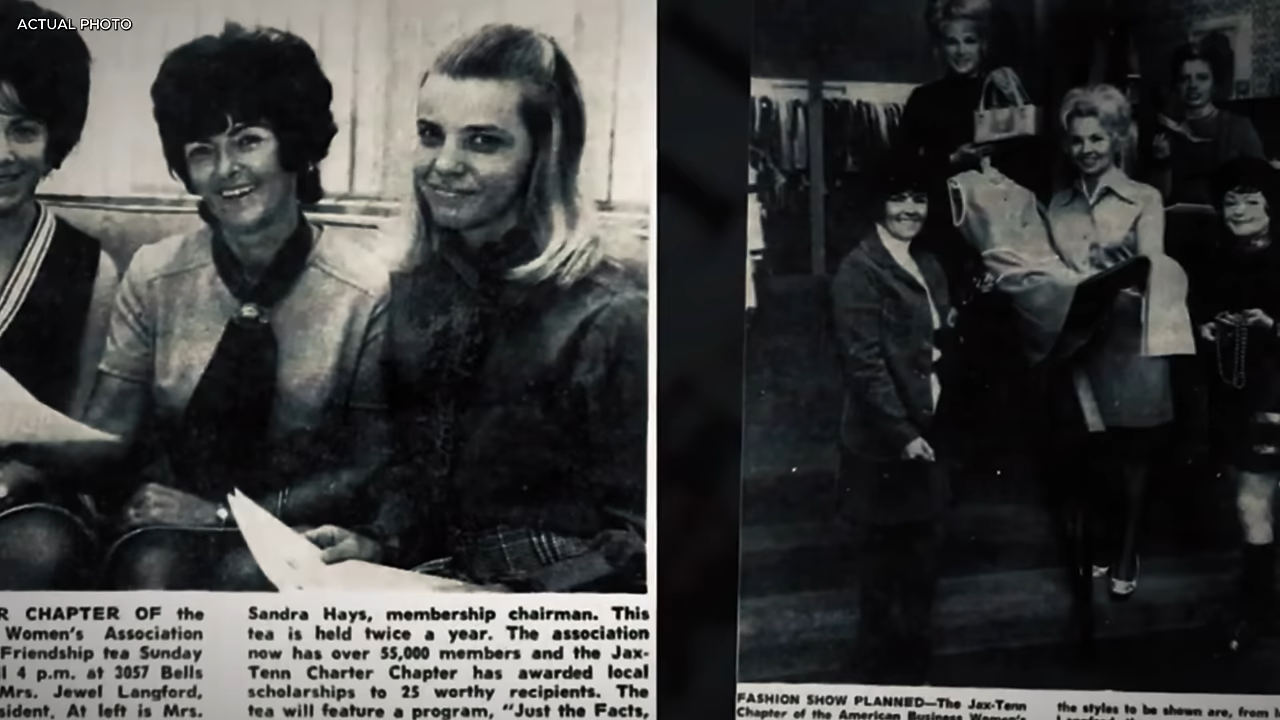 ACTUAL PHOTO
R CHAPTER OF the
Women's Association
Friendship tea Sunday
4 p.m. at 3057 Bells
Mrs. Jewel Langford,
sident, At left is Mrs.
Sandra Hays, membership chairman. This
tea is held twice a year. The association
now has over 55,000 members and the Jax-
Tenn Charter Chapter has awarded local
scholarships to 25 worthy recipients. The
tea will feature a program, "Just the Facts,
FASHION SHOW PLANNED—The Jax-Tenn
Chapter of the American Business Women's
the styles to be shown are, from